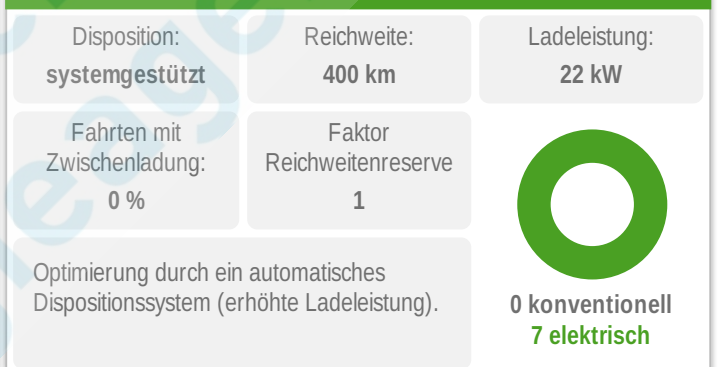 Disposition:
systemgestützt
Reichweite:
400 km
Ladeleistung:
22 kW
Fahrten mit
Zwischenladung:
0 %
Faktor
Reichweitenreserve
1
Optimierung durch ein automatisches
Dispositionssystem (erhöhte Ladeleistung).
0 konventionell
7 elektrisch